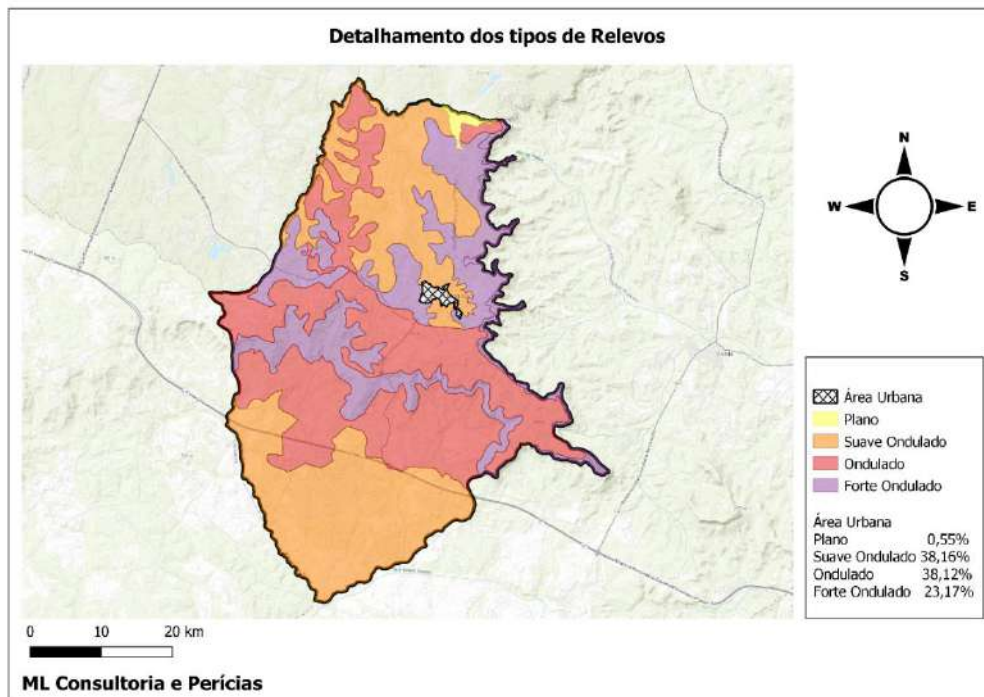 Detalhamento dos tipos de Relevos
N
W
E
S
Área Urbana
Plano
Suave Ondulado
Ondulado
Forte Ondulado
Área Urbana
Plano 0,55%
Suave Ondulado 38,16%
Ondulado 38,12%
Forte Ondulado 23,17%
0 10 20 km
ML Consultoria e Perícias